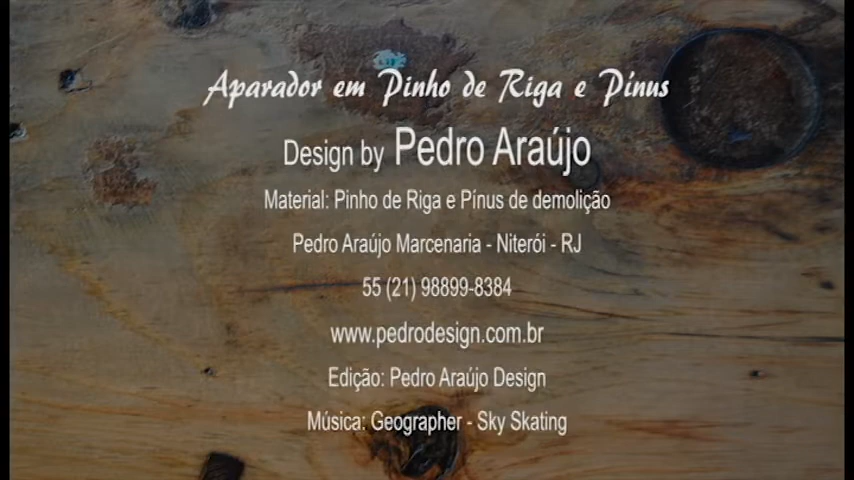 Aparador em Pinho de Riga e Pínus
Design by Pedro Araújo
Material: Pinho de Riga e Pínus de demolição
Pedro Araújo Marcenaria - Niterói - RJ
55 (21) 98899-8384
www.pedrodesign.com.br
Edição: Pedro Araújo Design
Música: Geographer - Sky Skating